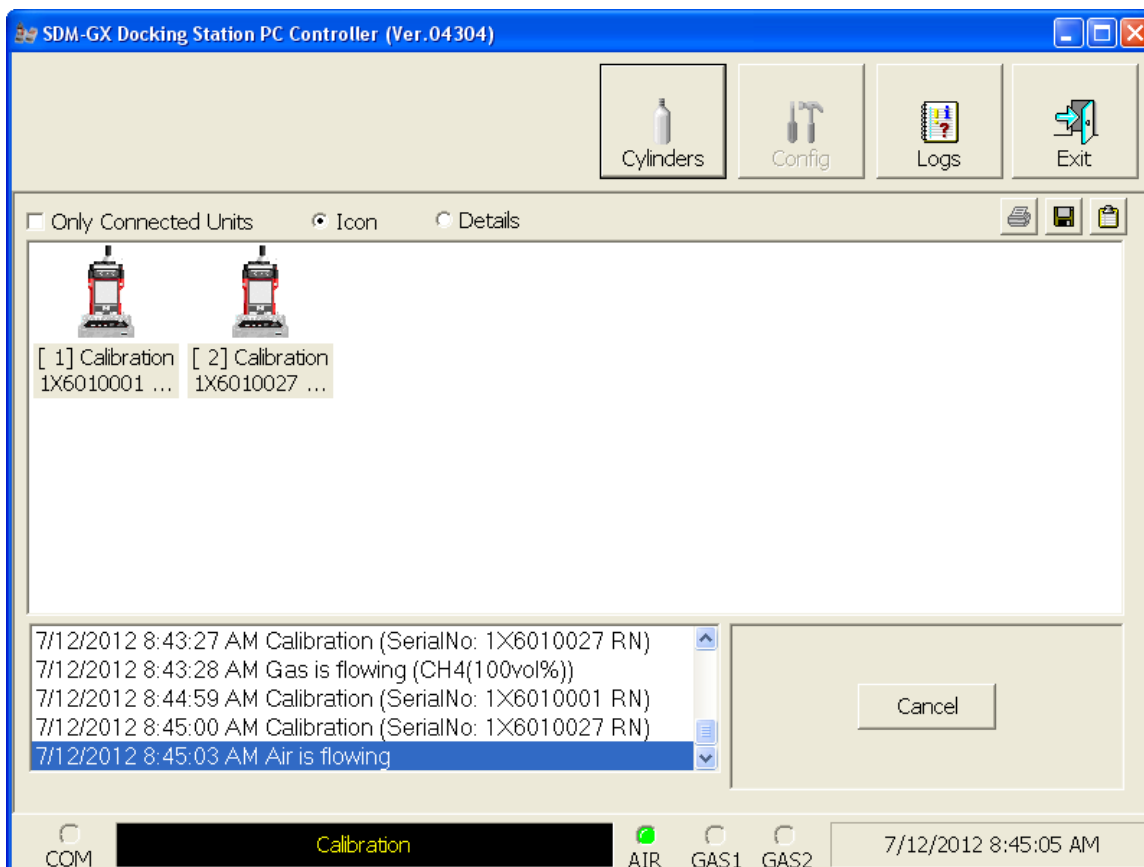 SDM-GX Docking Station PC Controller (Ver.04304)
Cylinders
Config
Logs
Exit
Only Connected Units
Icon
Details
[ 1] Calibration
1X6010001 ...
[ 2] Calibration
1X6010027 ...
7/12/2012 8:43:27 AM Calibration (SerialNo: 1X6010027 RN)
7/12/2012 8:43:28 AM Gas is flowing (CH4(100vol%))
7/12/2012 8:44:59 AM Calibration (SerialNo: 1X6010001 RN)
7/12/2012 8:45:00 AM Calibration (SerialNo: 1X6010027 RN)
7/12/2012 8:45:03 AM Air is flowing
Cancel
COM
Calibration
AIR
GAS1
GAS2
7/12/2012 8:45:05 AM